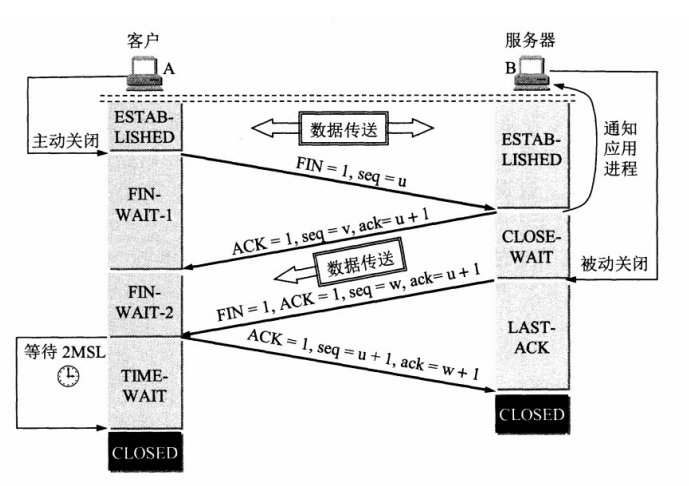 客户
服务器
A
B
ESTAB-
LISHED
主动关闭
数据传送
ESTAB-
LISHED
通知
应用
进程
FIN = 1, seq = u
FIN-
WAIT-1
ACK = 1, seq = v, ack= u + 1
CLOSE-
WAIT
数据传送
被动关闭
FIN-
WAIT-2
FIN = 1, ACK = 1, seq = w, ack= u + 1
ACK = 1, seq = u + 1, ack = w + 1
LAST-
ACK
等待 2MSL
TIME-
WAIT
CLOSED
CLOSED